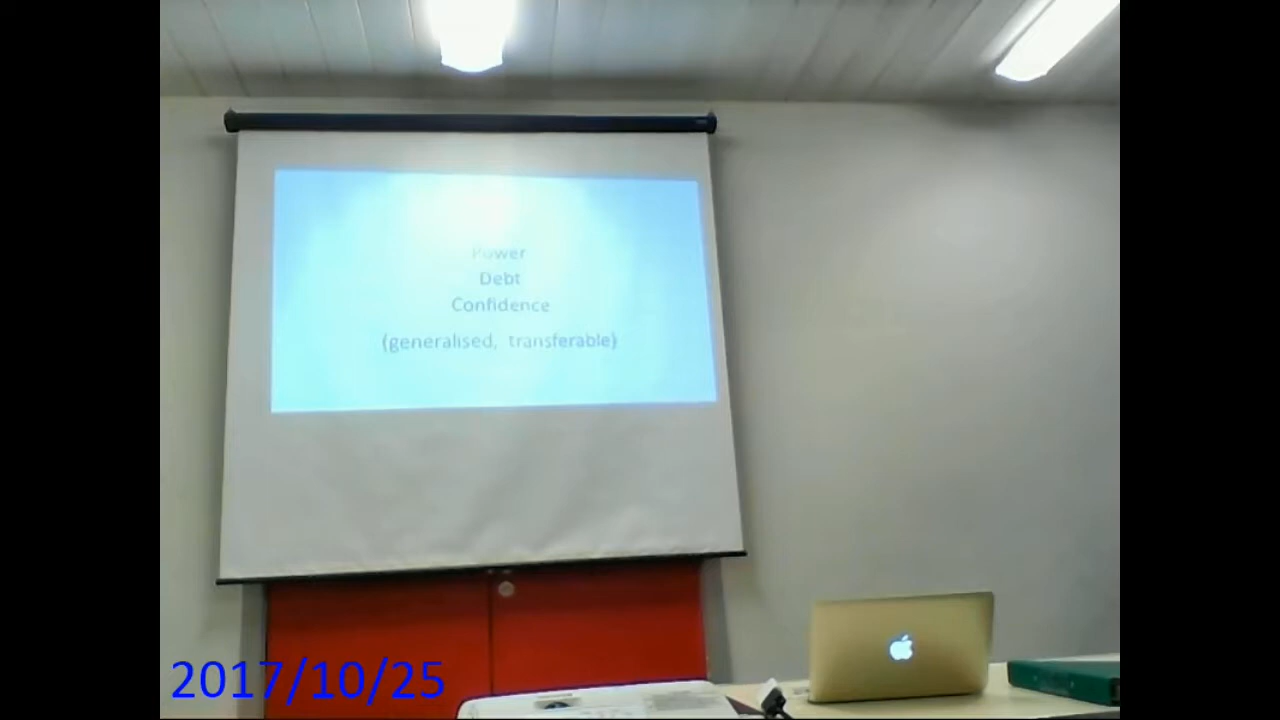 Power
Debt
Confidence
(generalised, transferable)
2017/10/25